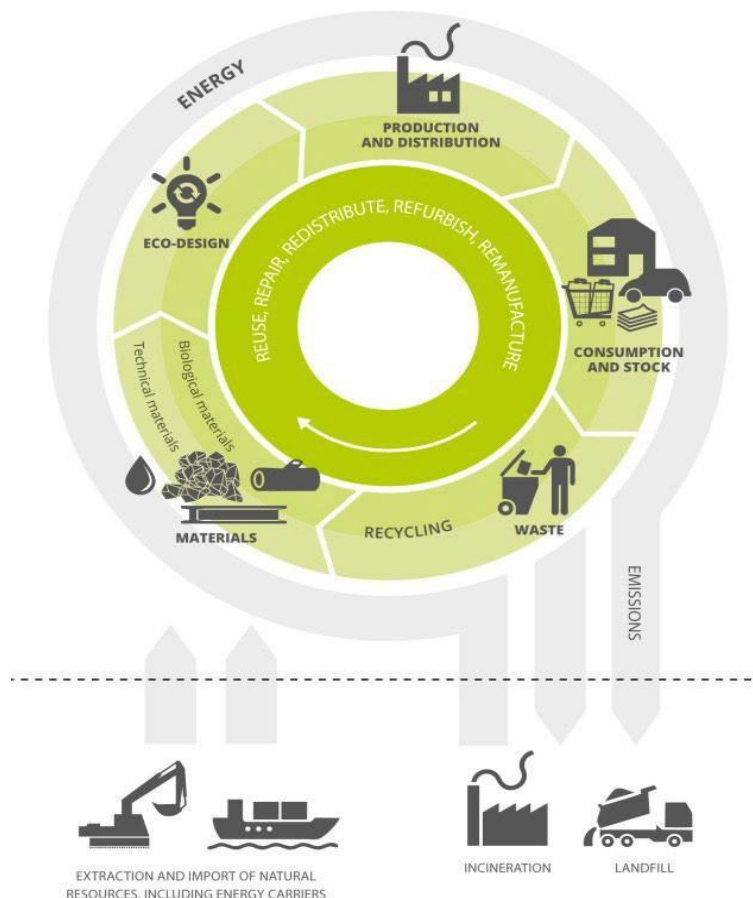 ENERGY
PRODUCTION
AND DISTRIBUTION
ECO-DESIGN
REUSE, REPAIR, REDISTRIBUTE, REFURBISH, REMANUFACTURE
CONSUMPTION
AND STOCK
Technical materials
Biological materials
MATERIALS
RECYCLING
WASTE
EMISSIONS
EXTRACTION AND IMPORT OF NATURAL
RESOURCES, INCLUDING ENERGY CARRIERS
INCINERATION
LANDFILL